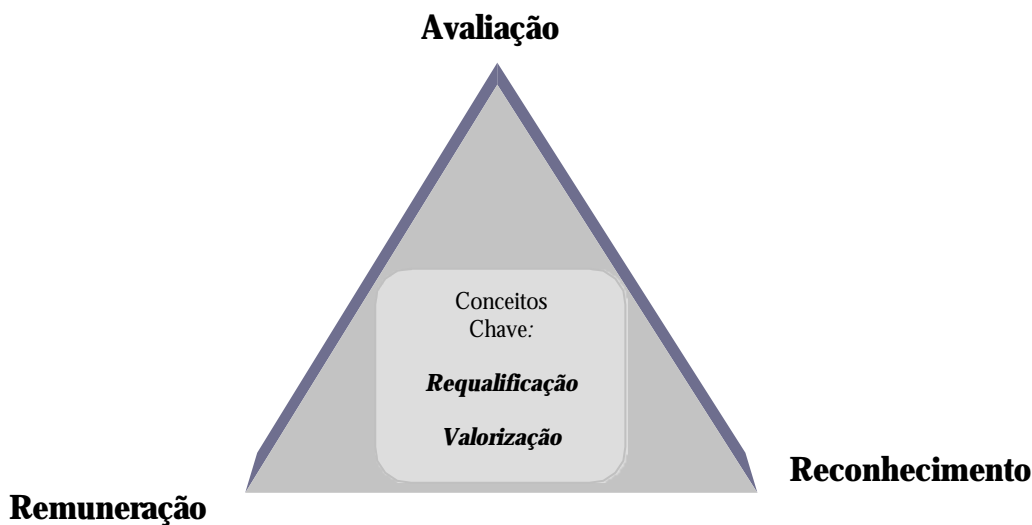 Avaliação
Conceitos
Chave:
Requalificação
Valorização
Reconhecimento
Remuneração